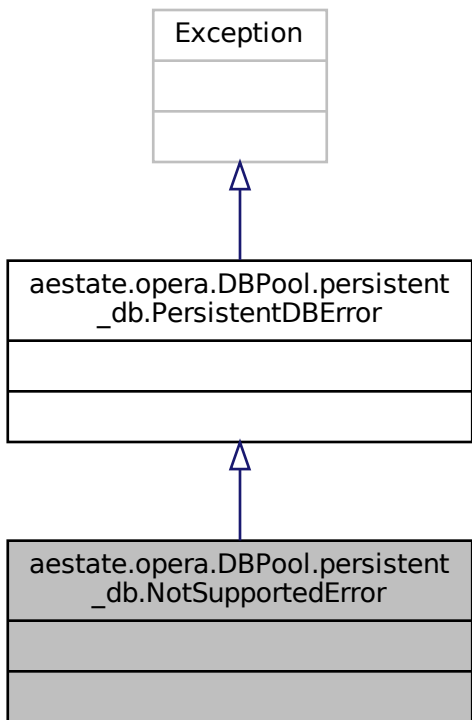 Exception
aestate.opera.DBPool.persistent
_db.PersistentDBError
aestate.opera.DBPool.persistent
_db.NotSupportedError